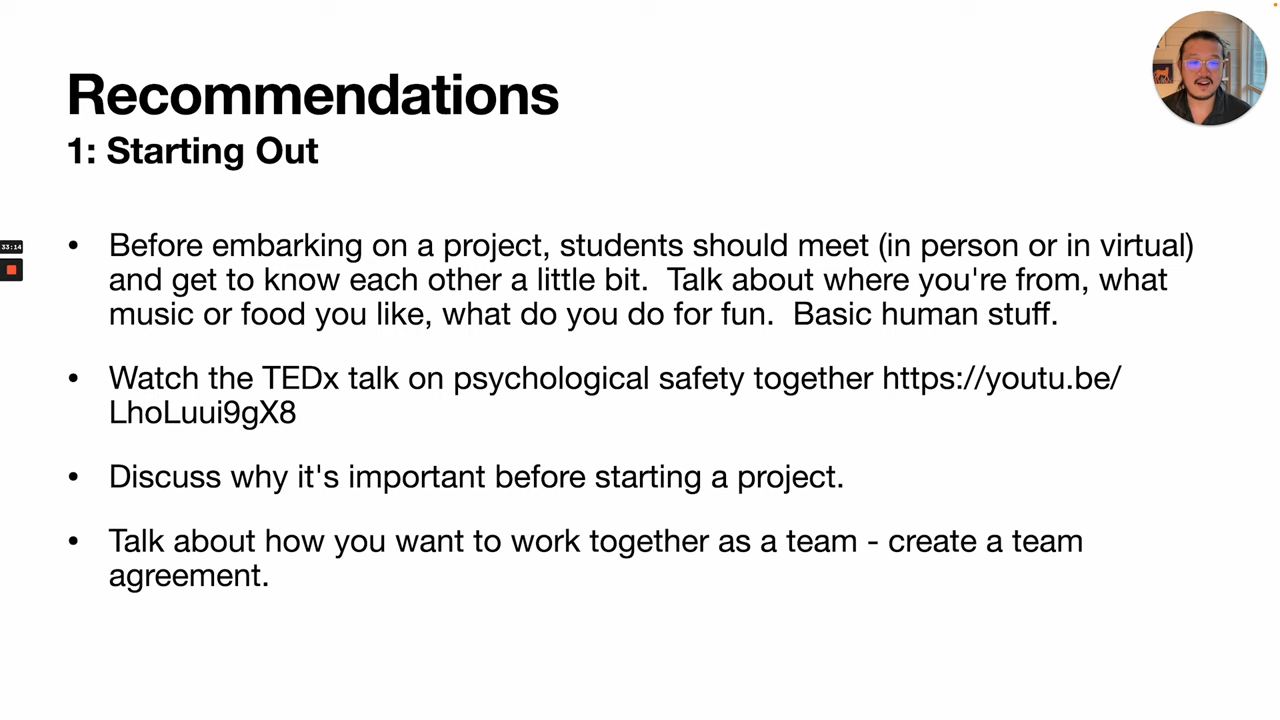 Recommendations
1: Starting Out
33:14
• Before embarking on a project, students should meet (in person or in virtual)
and get to know each other a little bit.  Talk about where you're from, what
music or food you like, what do you do for fun.  Basic human stuff.
• Watch the TEDx talk on psychological safety together https://youtu.be/
LhoLuui9gX8
• Discuss why it's important before starting a project.
• Talk about how you want to work together as a team - create a team
agreement.